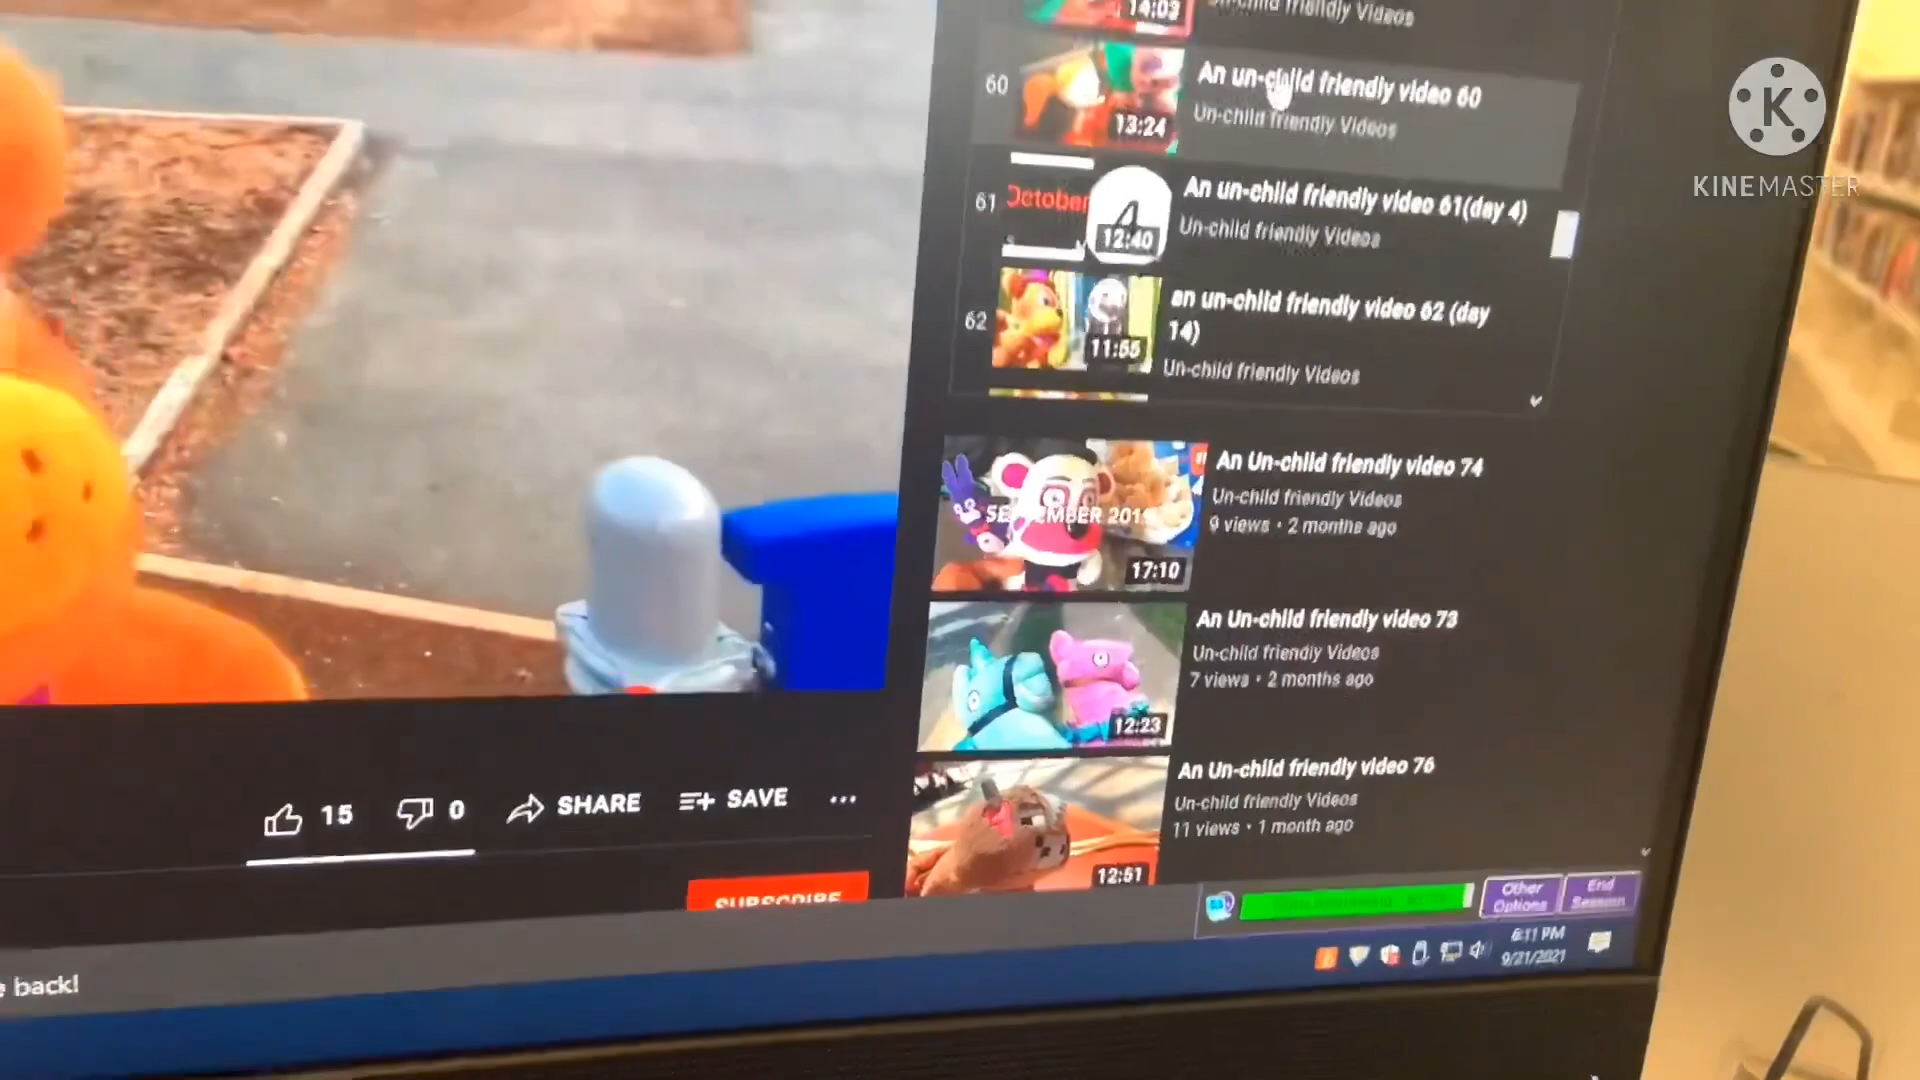 14:03
Un-child friendly Videos
60
13:24
An un-child friendly video 60
Un-child friendly Videos
61
October
4
12:40
An un-child friendly video 61(day 4)
Un-child friendly Videos
62
11:55
an un-child friendly video 62 (day
14)
Un-child friendly Videos
SEPTEMBER 2019
17:10
An Un-child friendly video 74
Un-child friendly Videos
9 views • 2 months ago
12:23
An Un-child friendly video 73
Un-child friendly Videos
7 views • 2 months ago
12:51
An Un-child friendly video 76
Un-child friendly Videos
11 views • 1 month ago
15
0
SHARE
SAVE
SUBSCRIBE
Other
Options
End
Session
6:11 PM
9/21/2021
back!
K
KINEMASTER